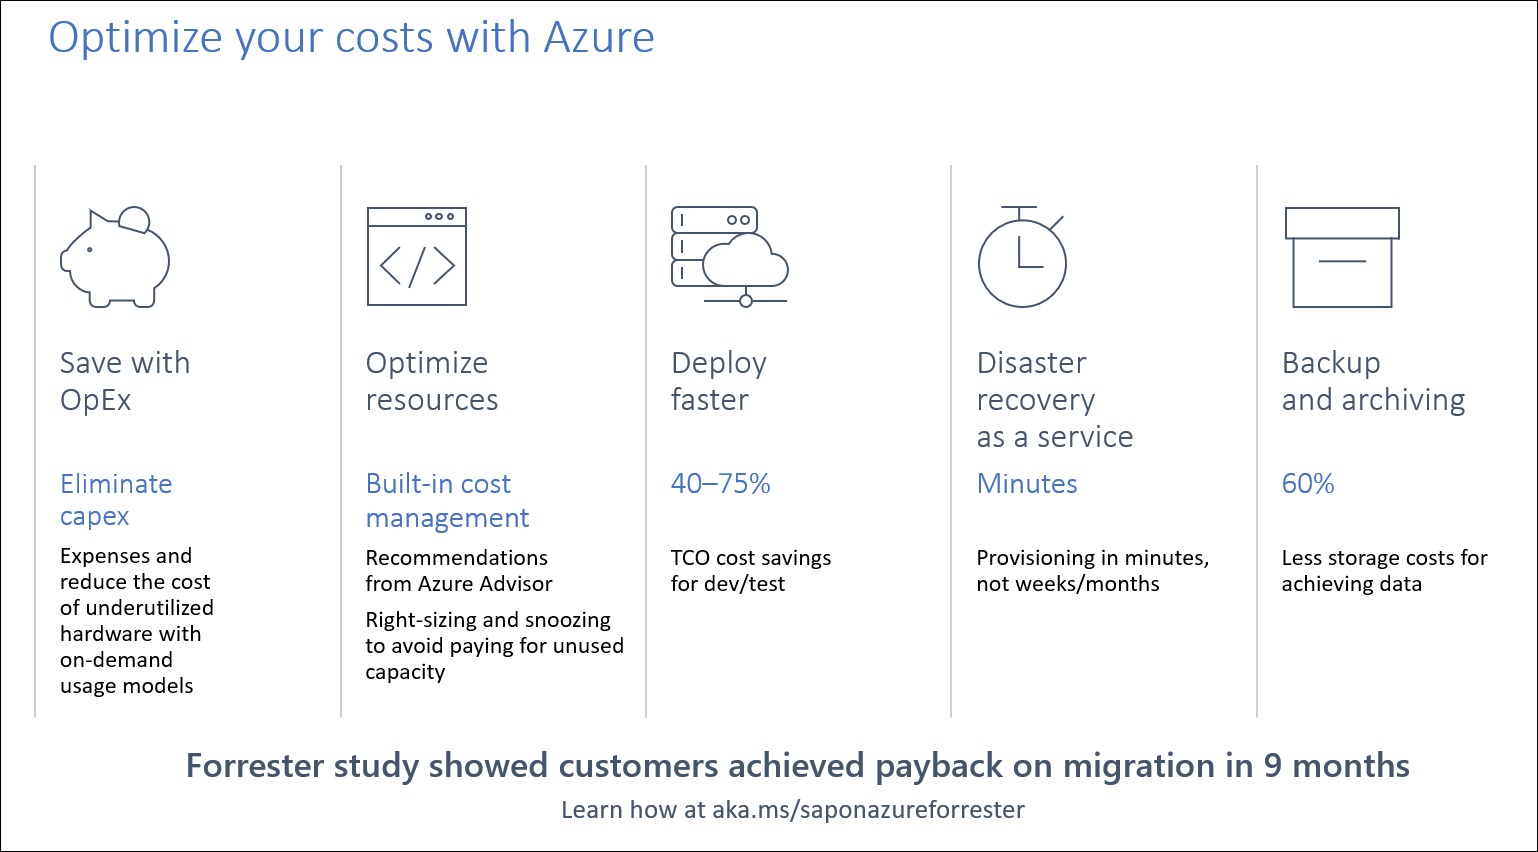 Optimize your costs with Azure
Save with
OpEx
Eliminate
capex
Expenses and
reduce the cost
of underutilized
hardware with
on-demand
usage models
Optimize
resources
Built-in cost
management
Recommendations
from Azure Advisor
Right-sizing and snoozing
to avoid paying for unused
capacity
Deploy
faster
40–75%
TCO cost savings
for dev/test
Disaster
recovery
as a service
Minutes
Provisioning in minutes,
not weeks/months
Backup
and archiving
60%
Less storage costs for
achieving data
Forrester study showed customers achieved payback on migration in 9 months
Learn how at aka.ms/saponazureforrester